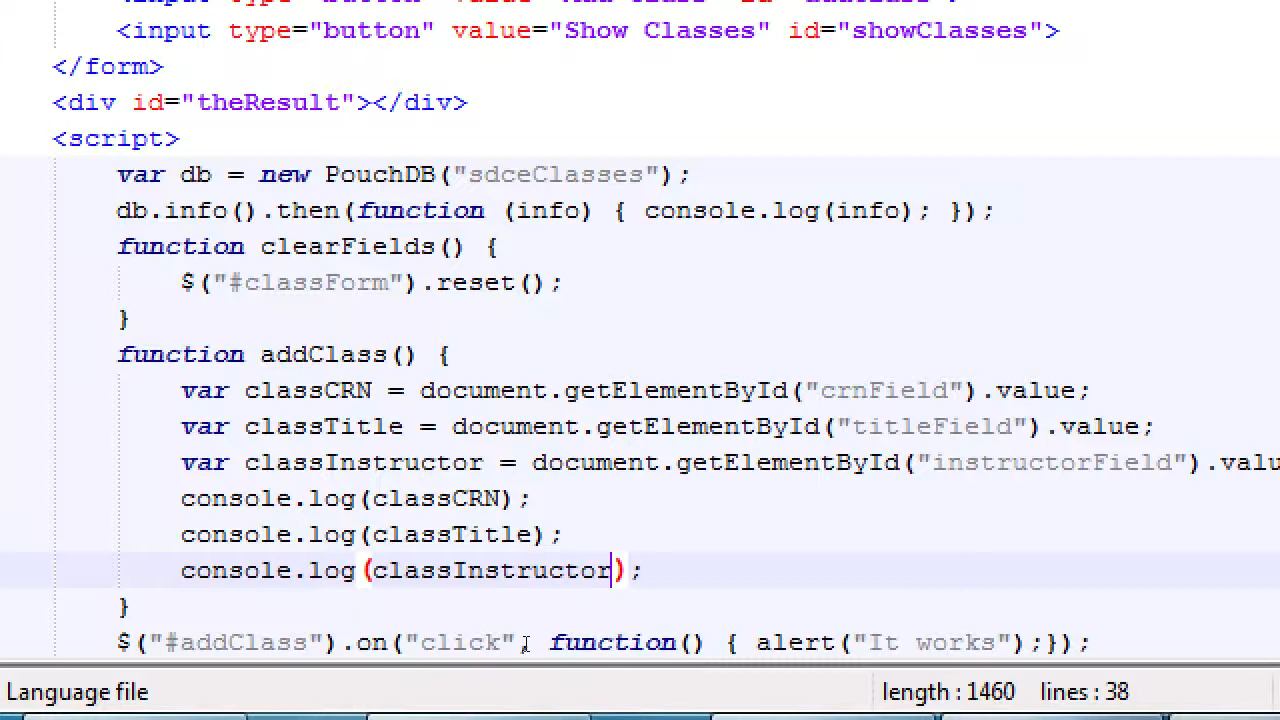 <input type="button" value="Show Classes" id="showClasses">
</form>
<div id="theResult"></div>
<script>
var db = new PouchDB("sdceClasses");
db.info().then(function (info) { console.log(info); });
function clearFields() {
$("#classForm").reset();
}
function addClass() {
var classCRN = document.getElementById("crnField").value;
var classTitle = document.getElementById("titleField").value;
var classInstructor = document.getElementById("instructorField").valu
console.log(classCRN);
console.log(classTitle);
console.log(classInstructor);
}
$("#addClass").on("click", function() { alert("It works");});
Language file length : 1460 lines : 38